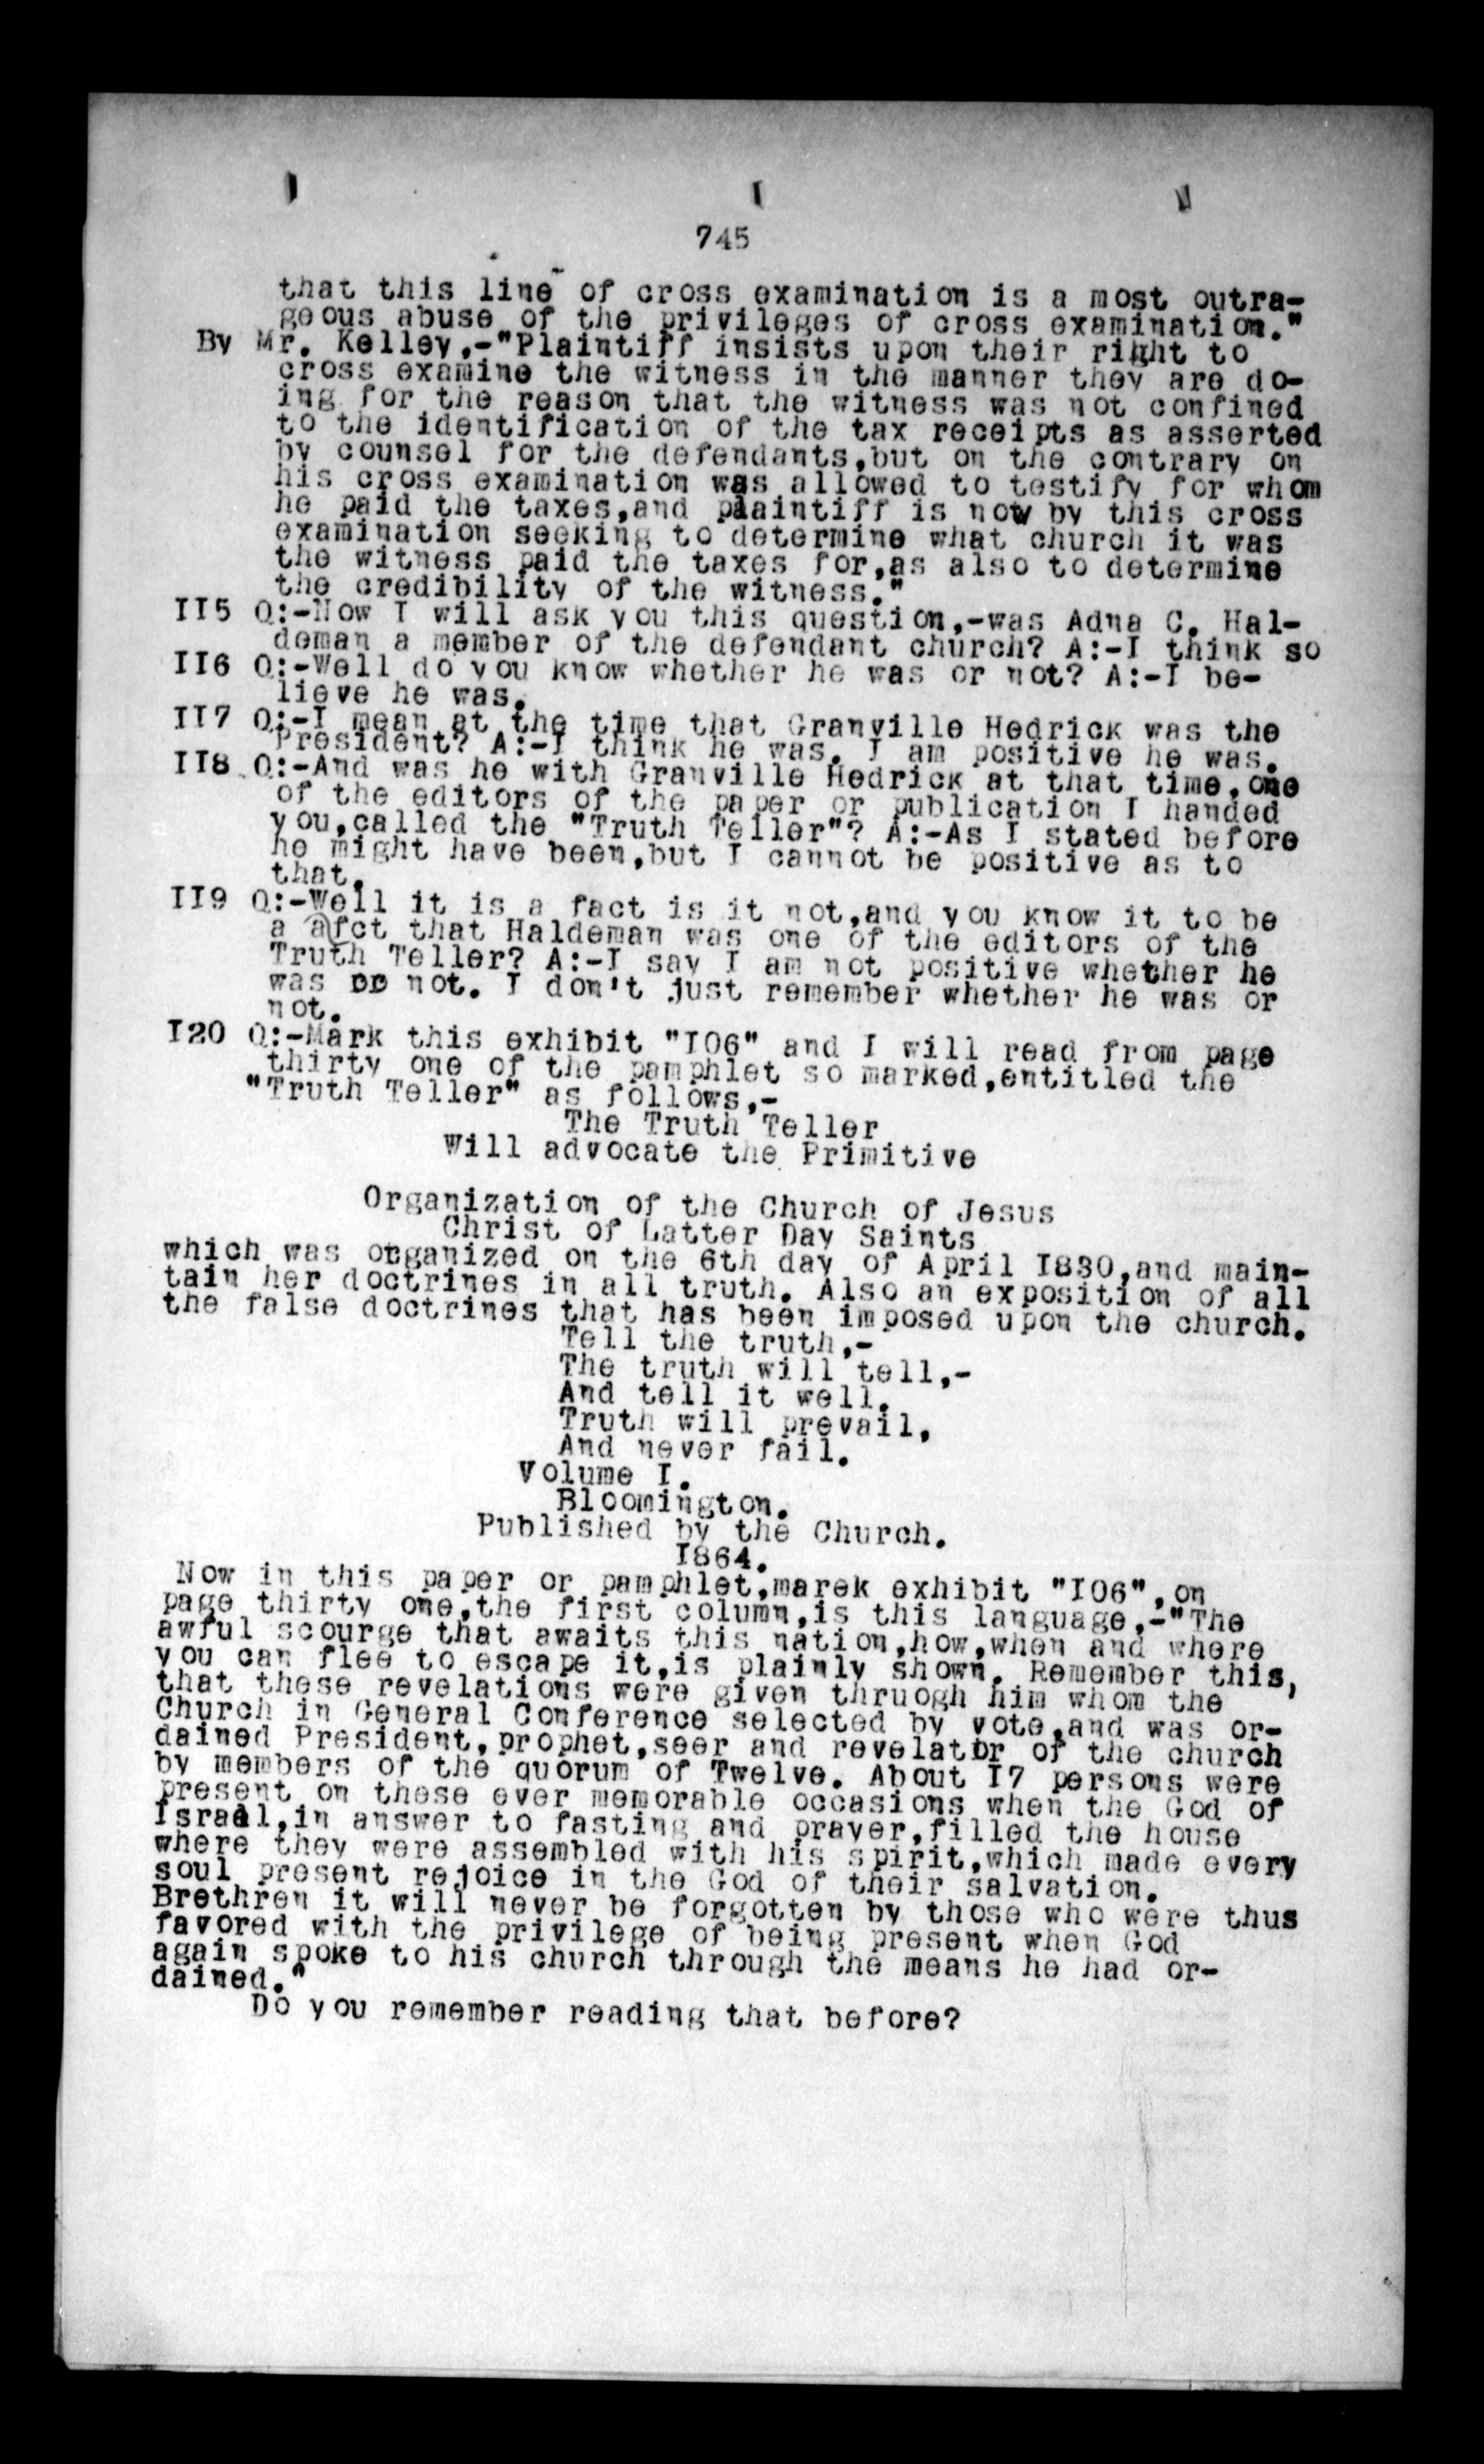 745
that this line of cross examination is a most outra-
geous abuse of the privileges of cross examination."
By Mr. Kelley,-"Plaintiff insists upon their right to
cross examine the witness in the manner they are do-
ing for the reason that the witness was not confined
to the identification of the tax receipts as asserted
by counsel for the defendants,but on the contrary on
his cross examination was allowed to testify for whom
he paid the taxes,and plaintiff is now by this cross
examination seeking to determine what church it was
the witness paid the taxes for,as also to determine
the credibility of the witness."
II5 Q:-Now I will ask you this question,-was Adna C. Hal-
deman a member of the defendant church? A:-I think so
II6 Q:-Well do you know whether he was or not? A:-I be-
lieve he was.
II7 Q:-I mean at the time that Granville Hedrick was the
President? A:-I think he was. I am positive he was.
II8 Q:-And was he with Granville Hedrick at that time,one
of the editors of the paper or publication I handed
you,called the "Truth Teller"? A:-As I stated before
he might have been,but I cannot be positive as to
that.
II9 Q:-Well it is a fact is it not,and you know it to be
a afct that Haldeman was one of the editors of the
Truth Teller? A:-I say I am not positive whether he
was or not. I don't just remember whether he was or
not.
I20 Q:-Mark this exhibit "I06" and I will read from page
thirty one of the pamphlet so marked,entitled the
"Truth Teller" as follows,-
The Truth Teller
Will advocate the Primitive
Organization of the Church of Jesus
Christ of Latter Day Saints
which was organized on the 6th day of April I830,and main-
tain her doctrines in all truth. Also an exposition of all
the false doctrines that has been imposed upon the church.
Tell the truth,-
The truth will tell,-
And tell it well.
Truth will prevail,
And never fail.
Volume I.
Bloomington.
Published by the Church.
I864.
Now in this paper or pamphlet,marek exhibit "I06",on
page thirty one,the first column,is this language,-"The
awful scourge that awaits this nation,how,when and where
you can flee to escape it,is plainly shown. Remember this,
that these revelations were given thruogh him whom the
Church in General Conference selected by vote,and was or-
dained President,prophet,seer and revelator of the church
by members of the quorum of Twelve. About I7 persons were
present on these ever memorable occasions when the God of
Israel,in answer to fasting and prayer,filled the house
where they were assembled with his spirit,which made every
soul present rejoice in the God of their salvation.
Brethren it will never be forgotten by those who were thus
favored with the privilege of being present when God
again spoke to his church through the means he had or-
dained."
Do you remember reading that before?